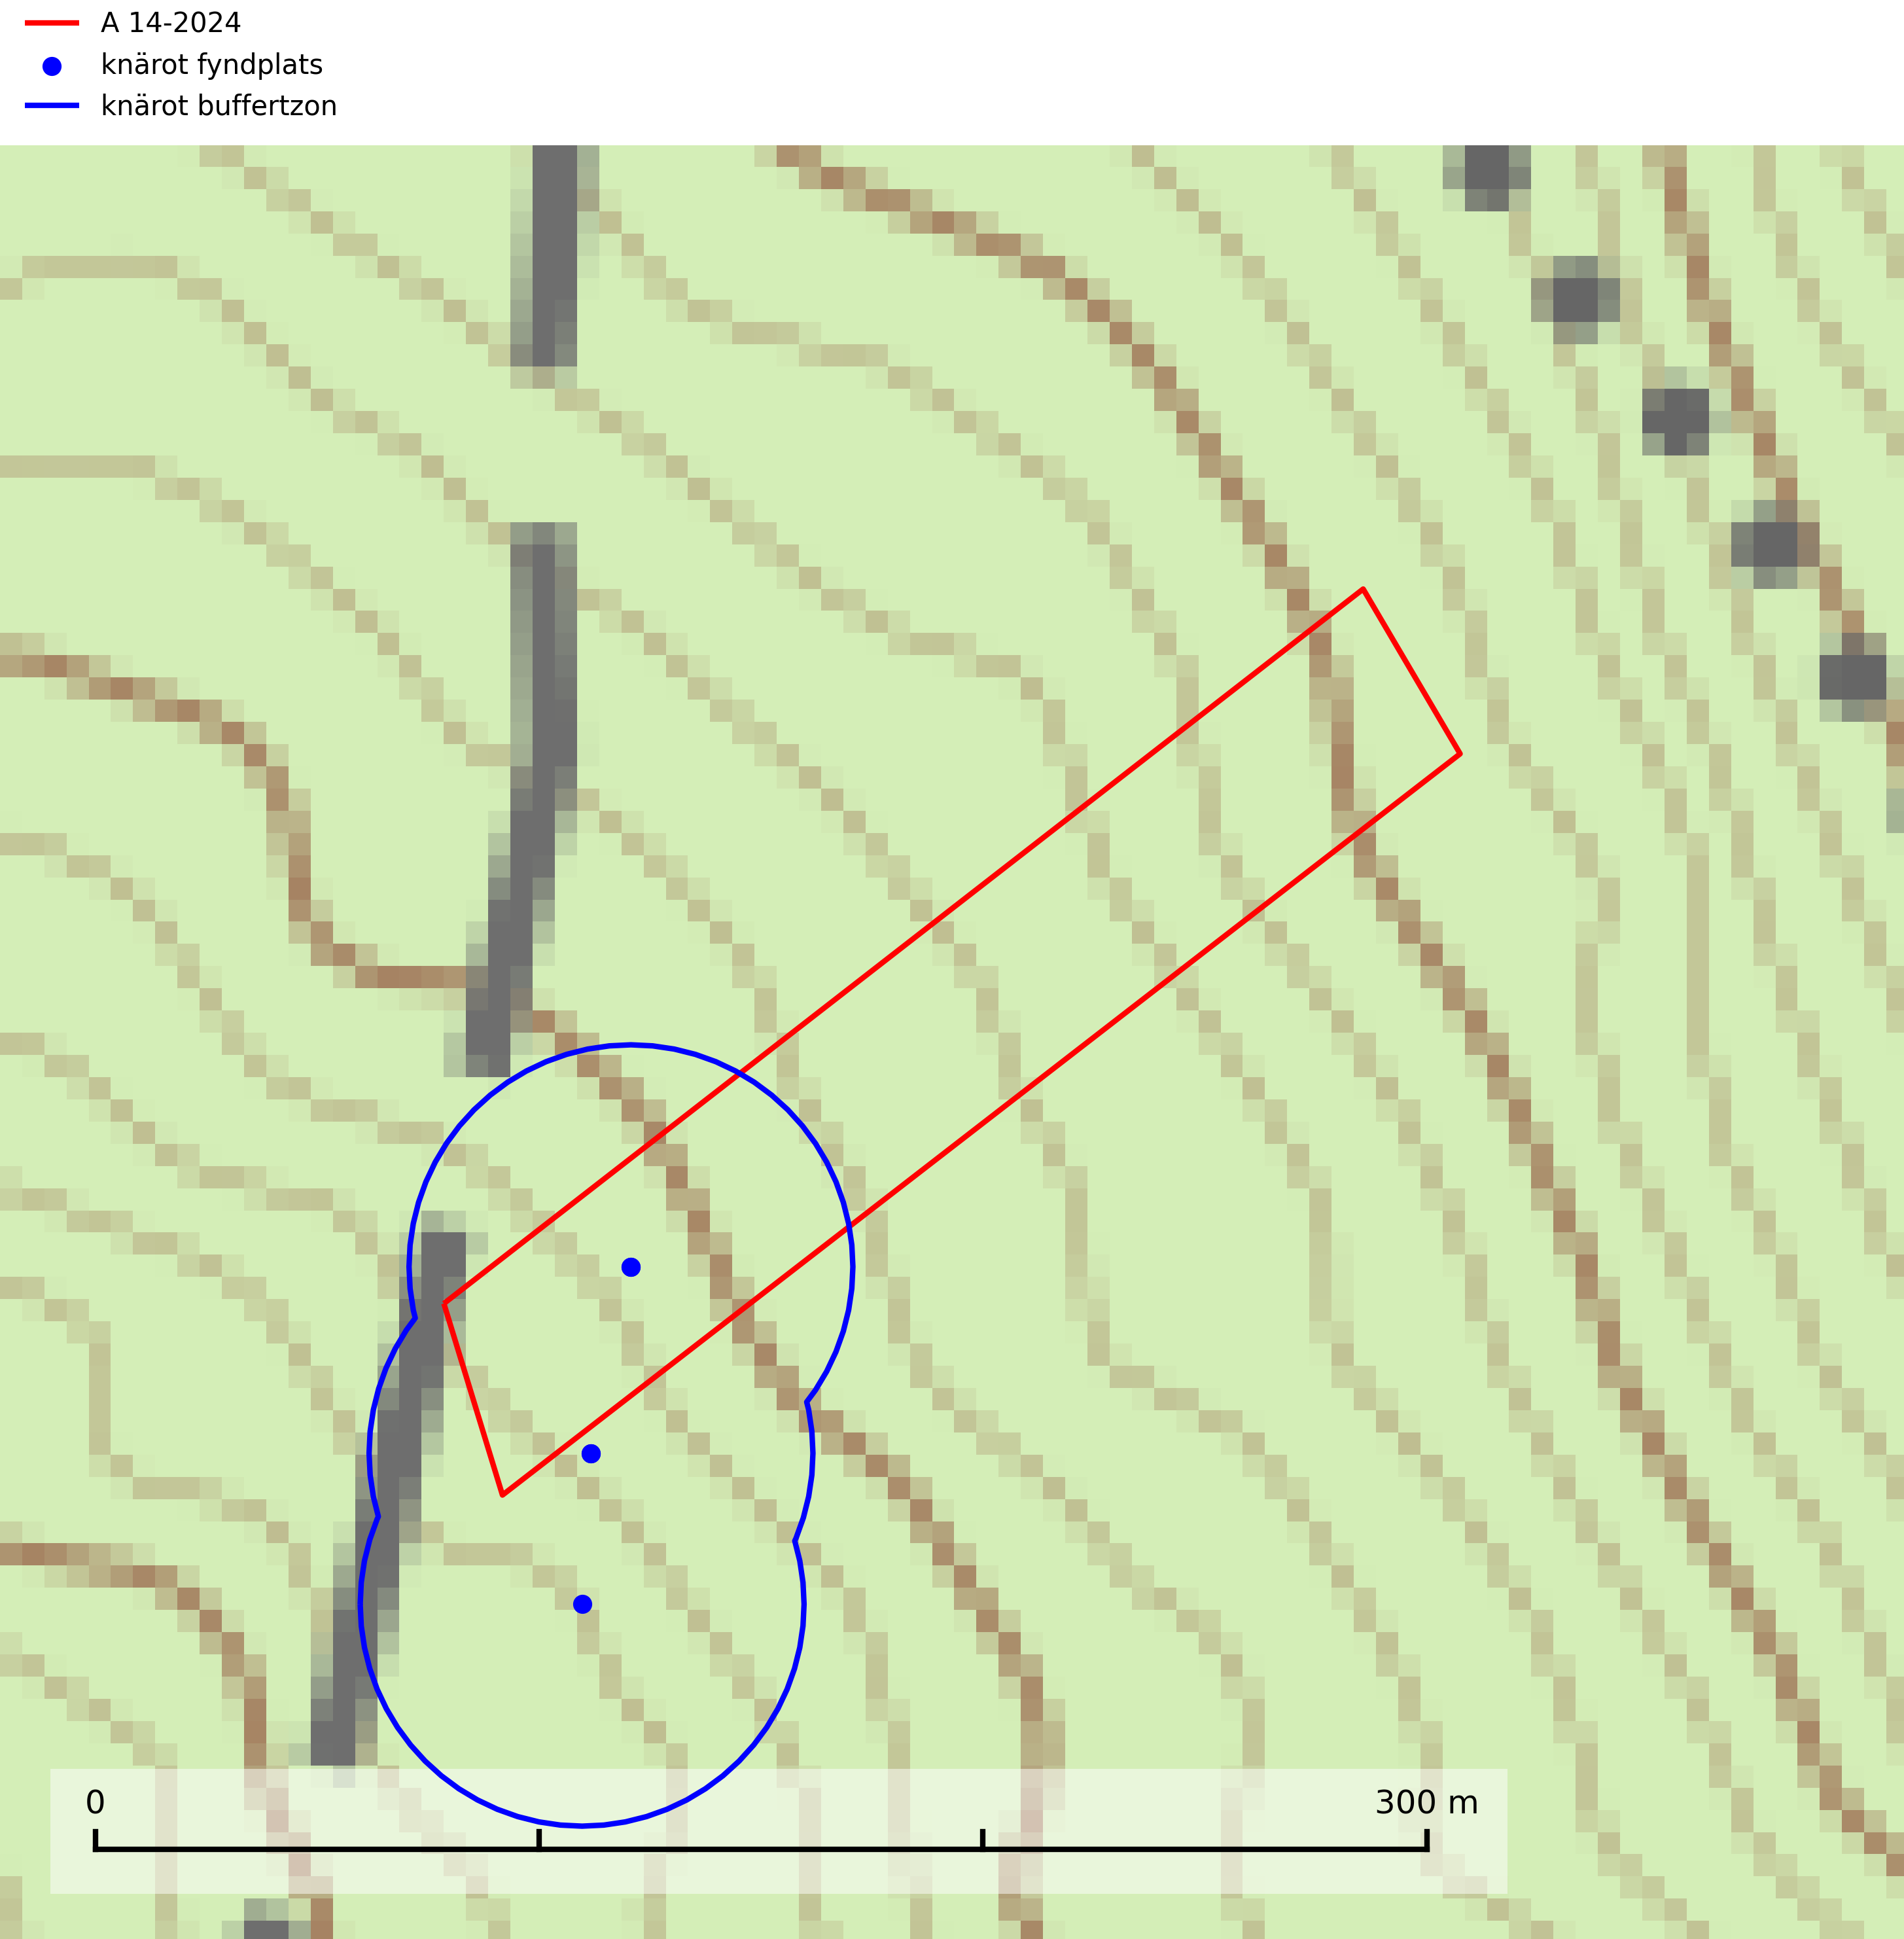 A 14-2024
knärot fyndplats
knärot buffertzon
0 300 m